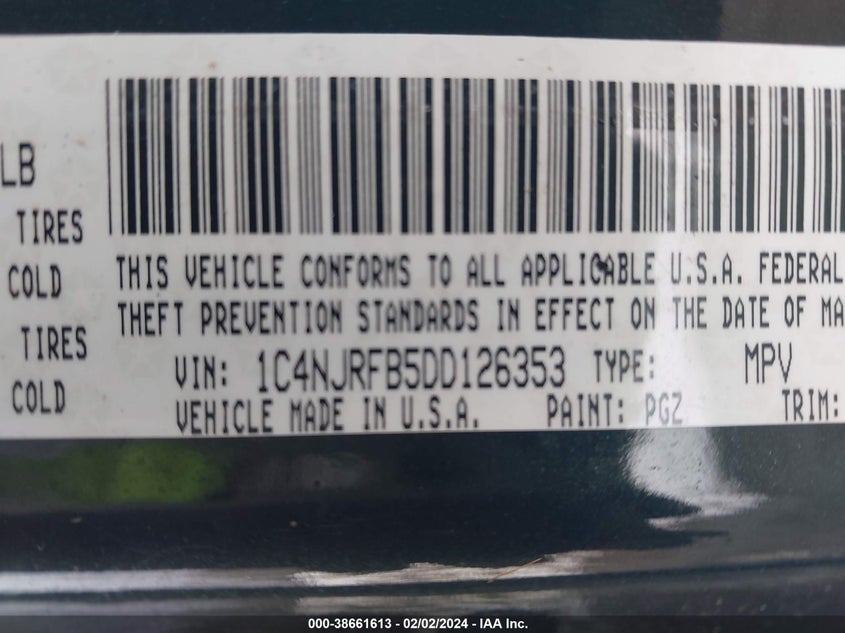 LB
TIRES
COLD
TIRES
COLD
THIS VEHICLE CONFORMS TO ALL APPLICABLE U.S.A. FEDERAL
THEFT PREVENTION STANDARDS IN EFFECT ON THE DATE OF MA
VIN: 1C4NJRFB5DD126353 TYPE: MPV
VEHICLE MADE IN U.S.A. PAINT: PGZ TRIM:
000-38661613 - 02/02/2024 - IAA Inc.